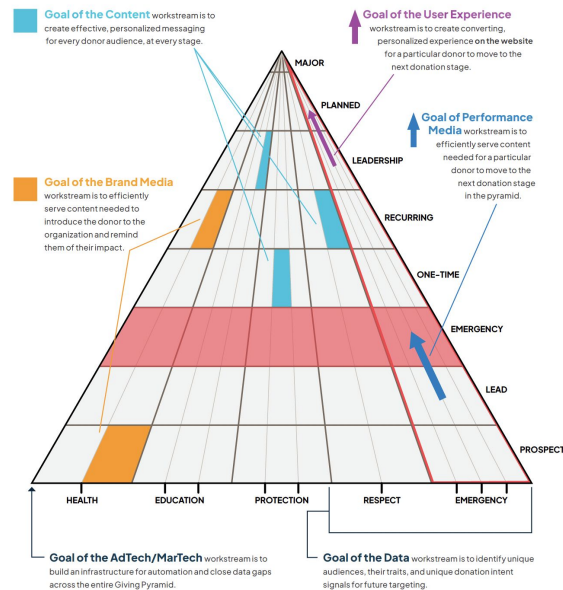 Goal of the Content workstream is to
create effective, personalized messaging
for every donor audience, at every stage.
Goal of the User Experience
workstream is to create converting,
personalized experience on the website
for a particular donor to move to the
next donation stage.
MAJOR
PLANNED
Goal of Performance
Media workstream is to
efficiently serve content
needed for a particular
donor to move to the
next donation stage
in the pyramid.
LEADERSHIP
Goal of the Brand Media
workstream is to efficiently
serve content needed to
introduce the donor to the
organization and remind
them of their impact.
RECURRING
ONE-TIME
EMERGENCY
LEAD
PROSPECT
HEALTH
EDUCATION
PROTECTION
RESPECT
EMERGENCY
Goal of the AdTech/MarTech workstream is to
build an infrastructure for automation and close data gaps
across the entire Giving Pyramid.
Goal of the Data workstream is to identify unique
audiences, their traits, and unique donation intent
signals for future targeting.